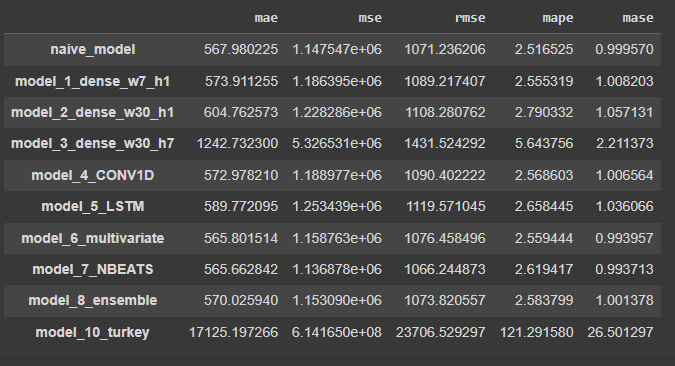 mae mse rmse mape mase
naive_model 567.980225 1.147547e+06 1071.236206 2.516525 0.999570
model_1_dense_w7_h1 573.911255 1.186395e+06 1089.217407 2.555319 1.008203
model_2_dense_w30_h1 604.762573 1.228286e+06 1108.280762 2.790332 1.057131
model_3_dense_w30_h7 1242.732300 5.326531e+06 1431.524292 5.643756 2.211373
model_4_CONV1D 572.978210 1.188977e+06 1090.402222 2.568603 1.006564
model_5_LSTM 589.772095 1.253439e+06 1119.571045 2.658445 1.036066
model_6_multivariate 565.801514 1.158763e+06 1076.458496 2.559444 0.993957
model_7_NBEATS 565.662842 1.136878e+06 1066.244873 2.619417 0.993713
model_8_ensemble 570.025940 1.153090e+06 1073.820557 2.583799 1.001378
model_10_turkey 17125.197266 6.141650e+08 23706.529297 121.291580 26.501297